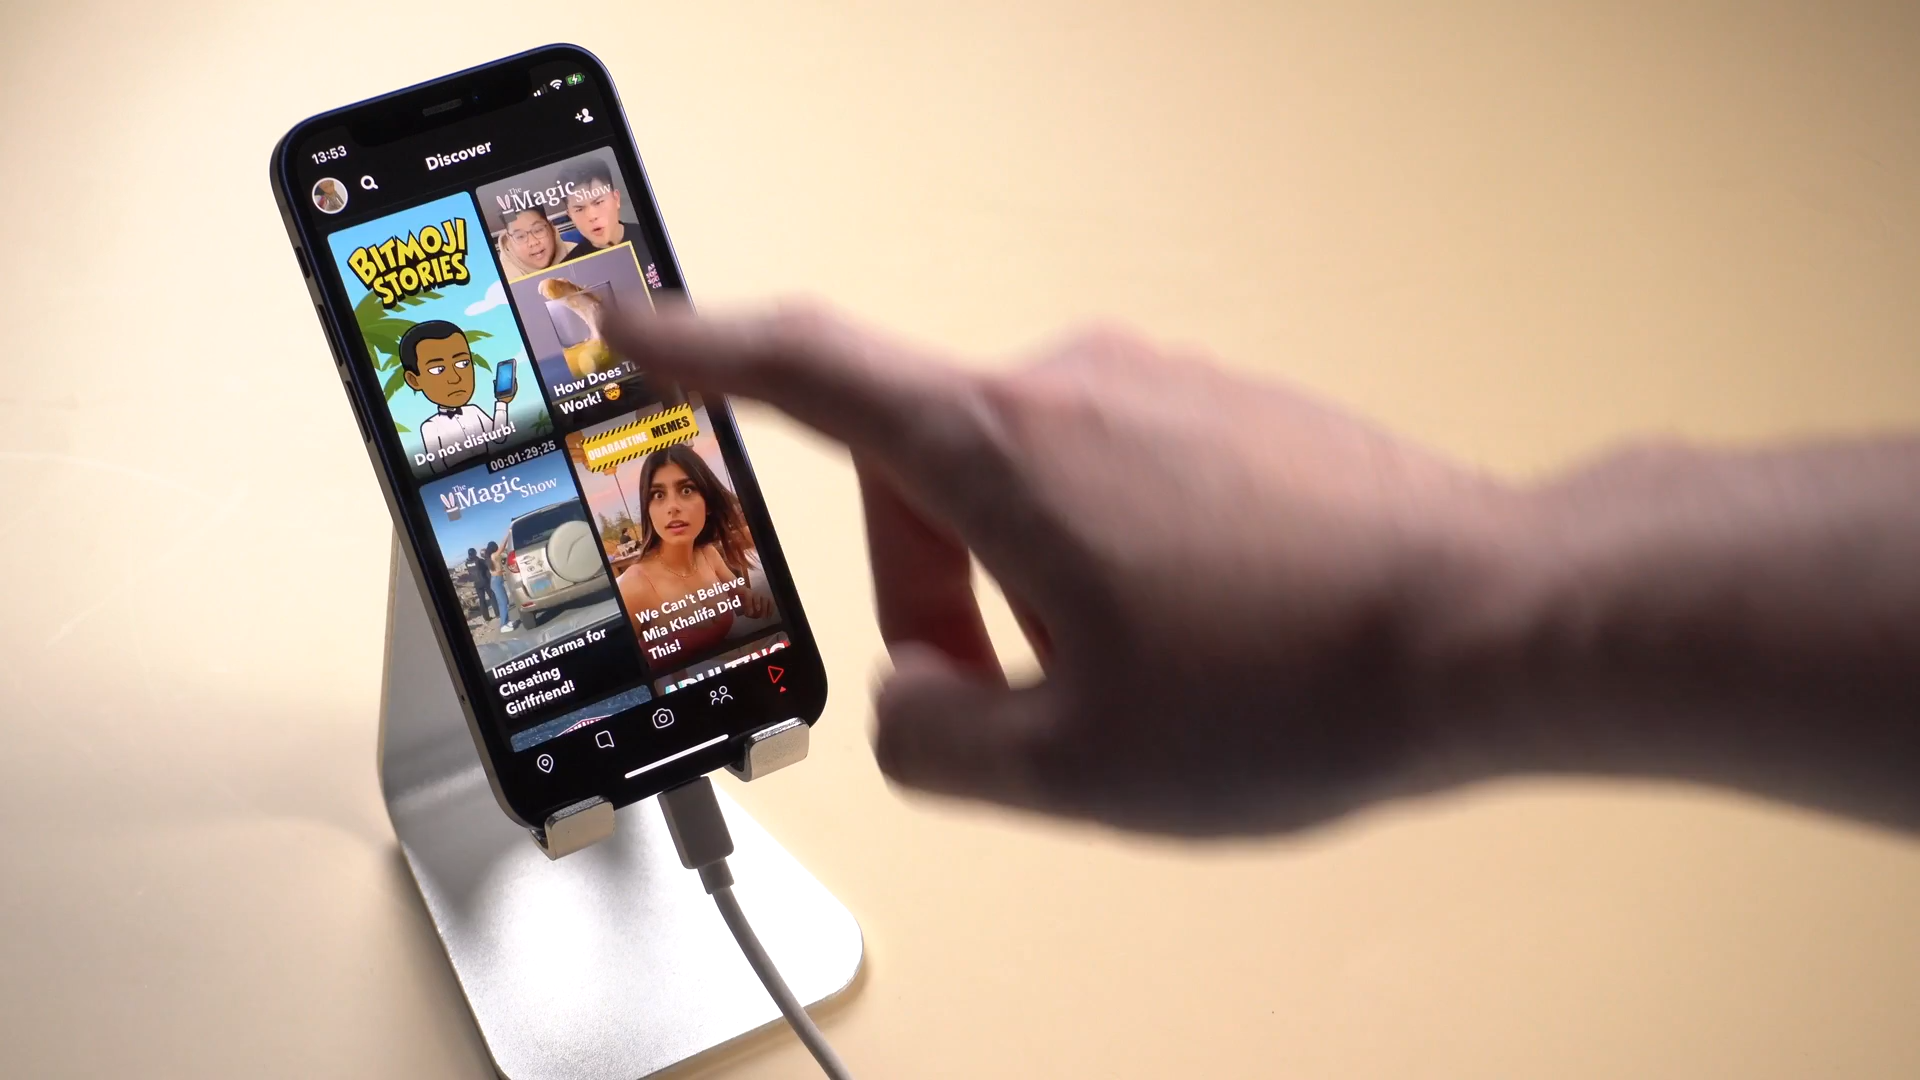 13:53
Discover
BITMOJI
STORIES
Do not disturb!
The
Magic Show
How Does
Work! 🤯
00:01:29;25
The
Magic Show
Instant Karma for
Cheating
Girlfriend!
QUARANTINE MEMES
We Can't Believe
Mia Khalifa Did
This!
ADULTING